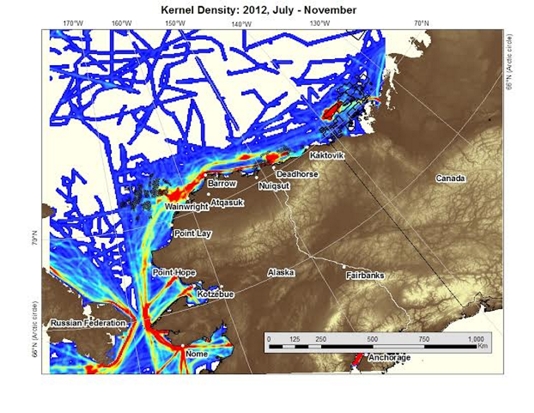 Kernel Density: 2012, July - November
170°W 160°W 150°W 140°W 130°W 70°N
66°N (Arctic circle)
Kaktovik
Deadhorse
Canada
Barrow
Nuiqsut
Wainwright Atqasuk
Point Lay
70°N
Point Hope
Alaska
Fairbanks
Kotzebue
Russian Federation
66°N (Arctic circle)
0 125 250 500 750 1,000
Km
Nome
Anchorage